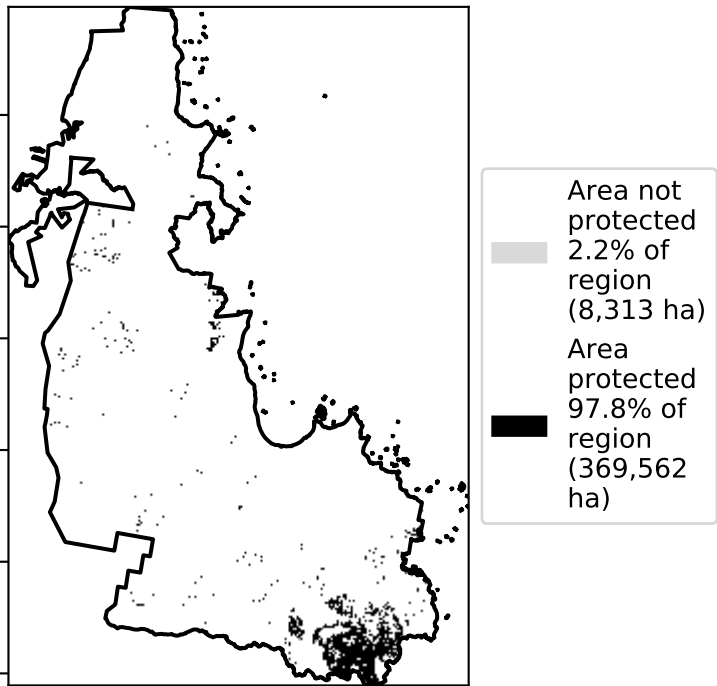 Area not
protected
2.2% of
region
(8,313 ha)
Area
protected
97.8% of
region
(369,562
ha)